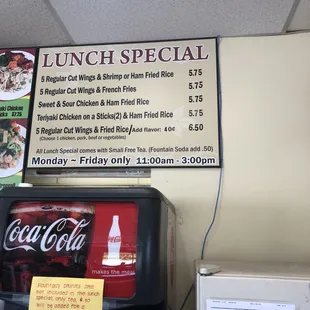 LUNCH SPECIAL
5 Regular Cut Wings & Shrimp or Ham Fried Rice 5.75
5 Regular Cut Wings & French Fries 5.75
Sweet & Sour Chicken & Ham Fried Rice 5.75
Teriyaki Chicken on a Sticks(2) & Ham Fried Rice 5.75
5 Regular Cut Wings & Fried Rice/Add flavor: 40¢ 6.50
(Choose 1 chicken, pork, beef or vegetables)
All Lunch Special comes with Small Free Tea. (Fountain Soda add .50)
Monday ~ Friday only 11:00am - 3:00pm
Coca-Cola
makes the